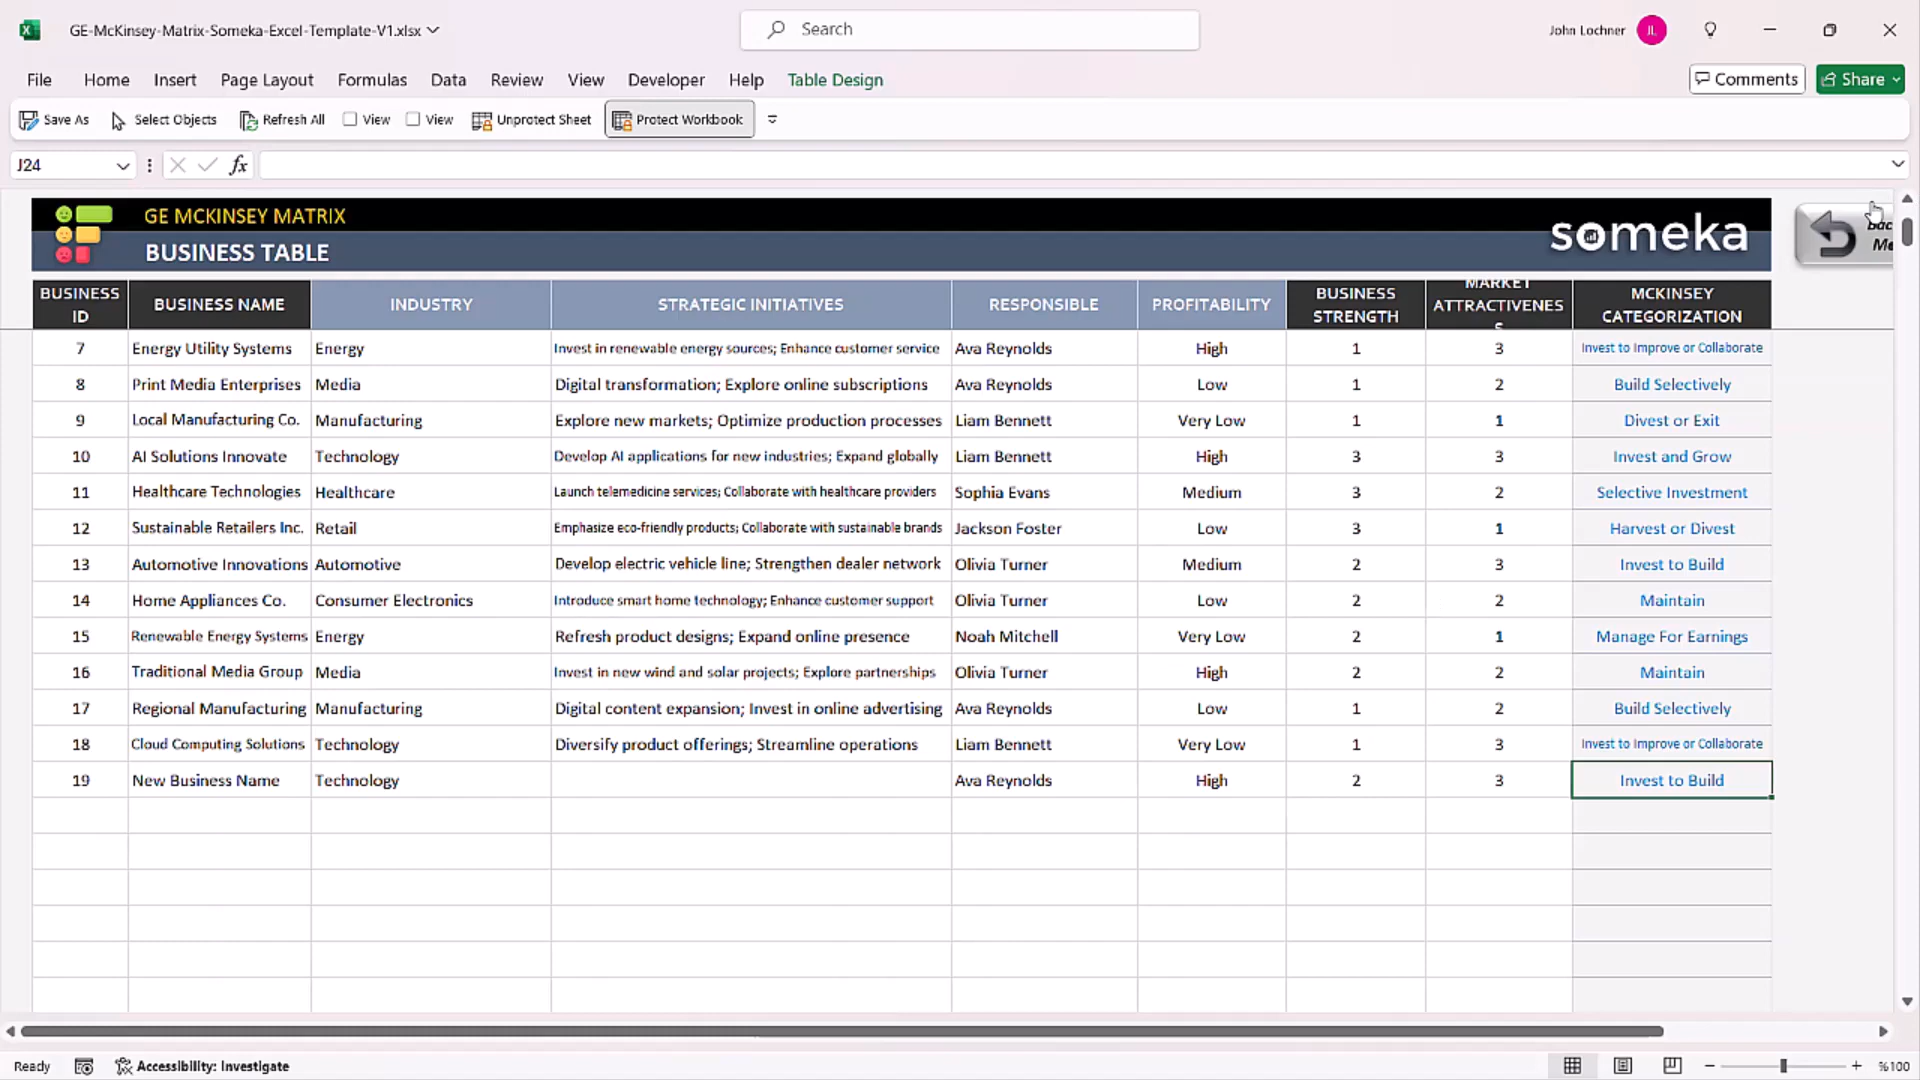 GE-McKinsey-Matrix-Someka-Excel-Template-V1.xlsx
Search
John Lochner JL
File Home Insert Page Layout Formulas Data Review View Developer Help Table Design Comments Share
Save As Select Objects Refresh All View View Unprotect Sheet Protect Workbook
J24 fx
GE MCKINSEY MATRIX
BUSINESS TABLE
someka
BUSINESS ID BUSINESS NAME INDUSTRY STRATEGIC INITIATIVES RESPONSIBLE PROFITABILITY BUSINESS STRENGTH MARKET ATTRACTIVENES S MCKINSEY CATEGORIZATION
7 Energy Utility Systems Energy Invest in renewable energy sources; Enhance customer service Ava Reynolds High 1 3 Invest to Improve or Collaborate
8 Print Media Enterprises Media Digital transformation; Explore online subscriptions Ava Reynolds Low 1 2 Build Selectively
9 Local Manufacturing Co. Manufacturing Explore new markets; Optimize production processes Liam Bennett Very Low 1 1 Divest or Exit
10 AI Solutions Innovate Technology Develop AI applications for new industries; Expand globally Liam Bennett High 3 3 Invest and Grow
11 Healthcare Technologies Healthcare Launch telemedicine services; Collaborate with healthcare providers Sophia Evans Medium 3 2 Selective Investment
12 Sustainable Retailers Inc. Retail Emphasize eco-friendly products; Collaborate with sustainable brands Jackson Foster Low 3 1 Harvest or Divest
13 Automotive Innovations Automotive Develop electric vehicle line; Strengthen dealer network Olivia Turner Medium 2 3 Invest to Build
14 Home Appliances Co. Consumer Electronics Introduce smart home technology; Enhance customer support Olivia Turner Low 2 2 Maintain
15 Renewable Energy Systems Energy Refresh product designs; Expand online presence Noah Mitchell Very Low 2 1 Manage For Earnings
16 Traditional Media Group Media Invest in new wind and solar projects; Explore partnerships Olivia Turner High 2 2 Maintain
17 Regional Manufacturing Manufacturing Digital content expansion; Invest in online advertising Ava Reynolds Low 1 2 Build Selectively
18 Cloud Computing Solutions Technology Diversify product offerings; Streamline operations Liam Bennett Very Low 1 3 Invest to Improve or Collaborate
19 New Business Name Technology Ava Reynolds High 2 3 Invest to Build
Ready Accessibility: Investigate %100